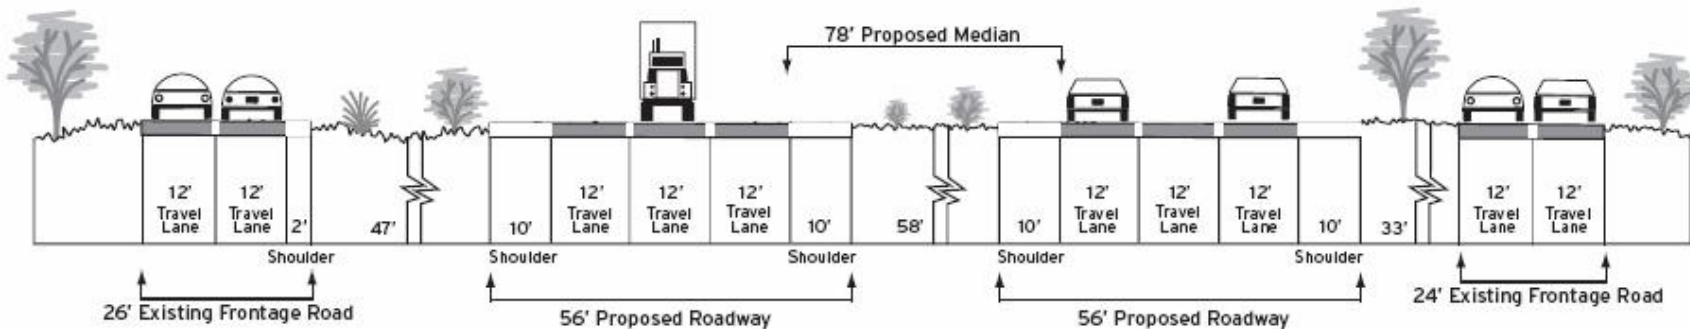 78' Proposed Median
12' Travel Lane
12' Travel Lane
2'
47'
10'
12' Travel Lane
12' Travel Lane
12' Travel Lane
10'
58'
10'
12' Travel Lane
12' Travel Lane
12' Travel Lane
10'
33'
12' Travel Lane
12' Travel Lane
Shoulder
Shoulder
Shoulder
Shoulder
Shoulder
26' Existing Frontage Road
56' Proposed Roadway
56' Proposed Roadway
24' Existing Frontage Road